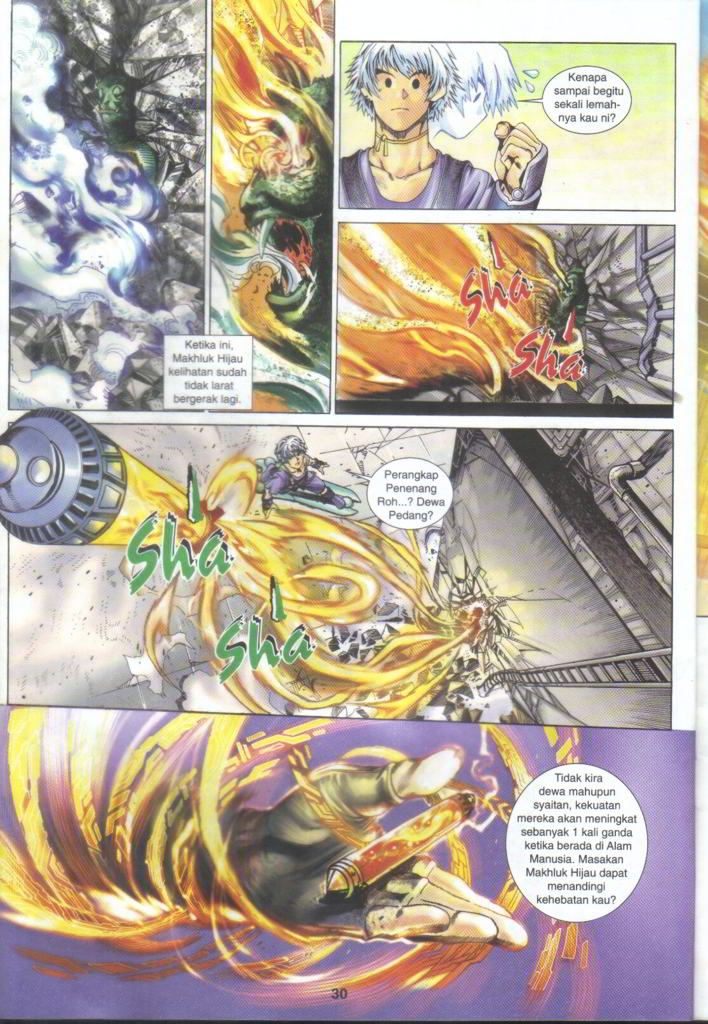 Ketika ini,
Makhluk Hijau
kelihatan sudah
tidak larat
bergerak lagi.
Kenapa
sampai begitu
sekali lemah-
nya kau ni?
Sha
Sha
Perangkap
Penenang
Roh...? Dewa
Pedang?
Sha
Sha
Tidak kira
dewa mahupun
syaitan, kekuatan
mereka akan meningkat
sebanyak 1 kali ganda
ketika berada di Alam
Manusia. Masakan
Makhluk Hijau dapat
menandingi
kehebatan kau?
30